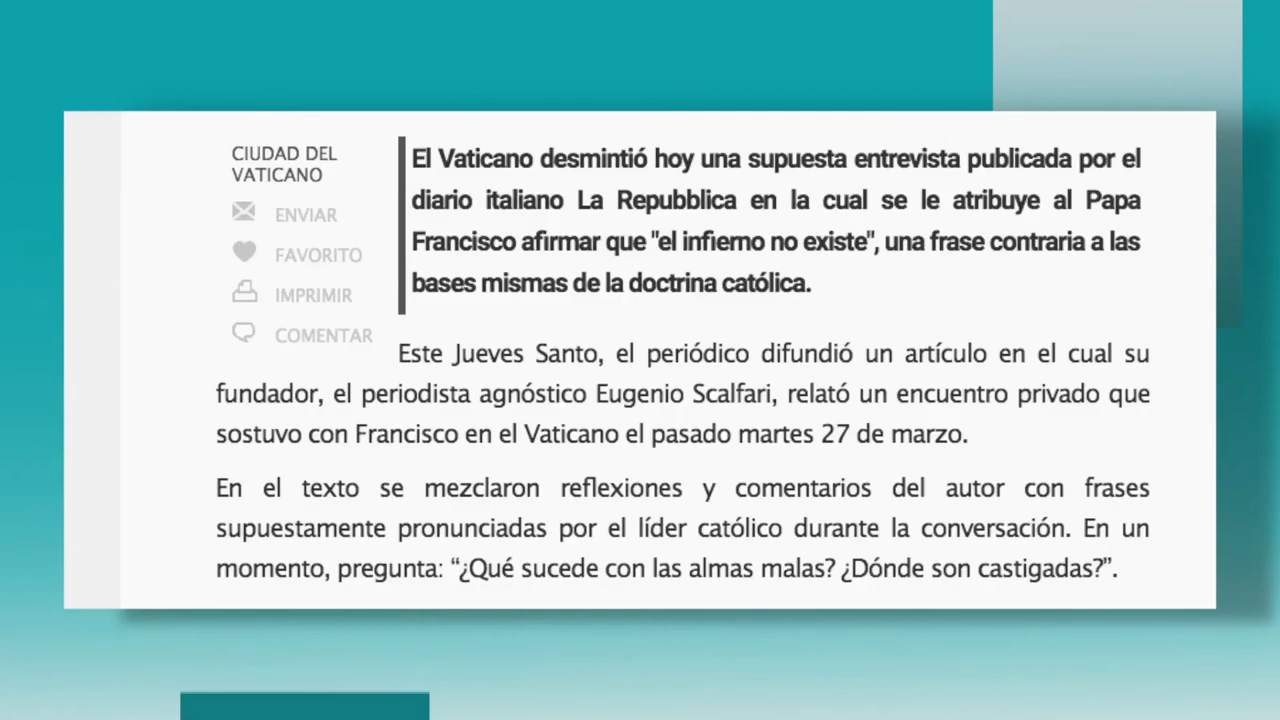 CIUDAD DEL
VATICANO
ENVIAR
FAVORITO
IMPRIMIR
COMENTAR
El Vaticano desmintió hoy una supuesta entrevista publicada por el
diario italiano La Repubblica en la cual se le atribuye al Papa
Francisco afirmar que "el infierno no existe", una frase contraria a las
bases mismas de la doctrina católica.
Este Jueves Santo, el periódico difundió un artículo en el cual su
fundador, el periodista agnóstico Eugenio Scalfari, relató un encuentro privado que
sostuvo con Francisco en el Vaticano el pasado martes 27 de marzo.
En el texto se mezclaron reflexiones y comentarios del autor con frases
supuestamente pronunciadas por el líder católico durante la conversación. En un
momento, pregunta: “¿Qué sucede con las almas malas? ¿Dónde son castigadas?”.